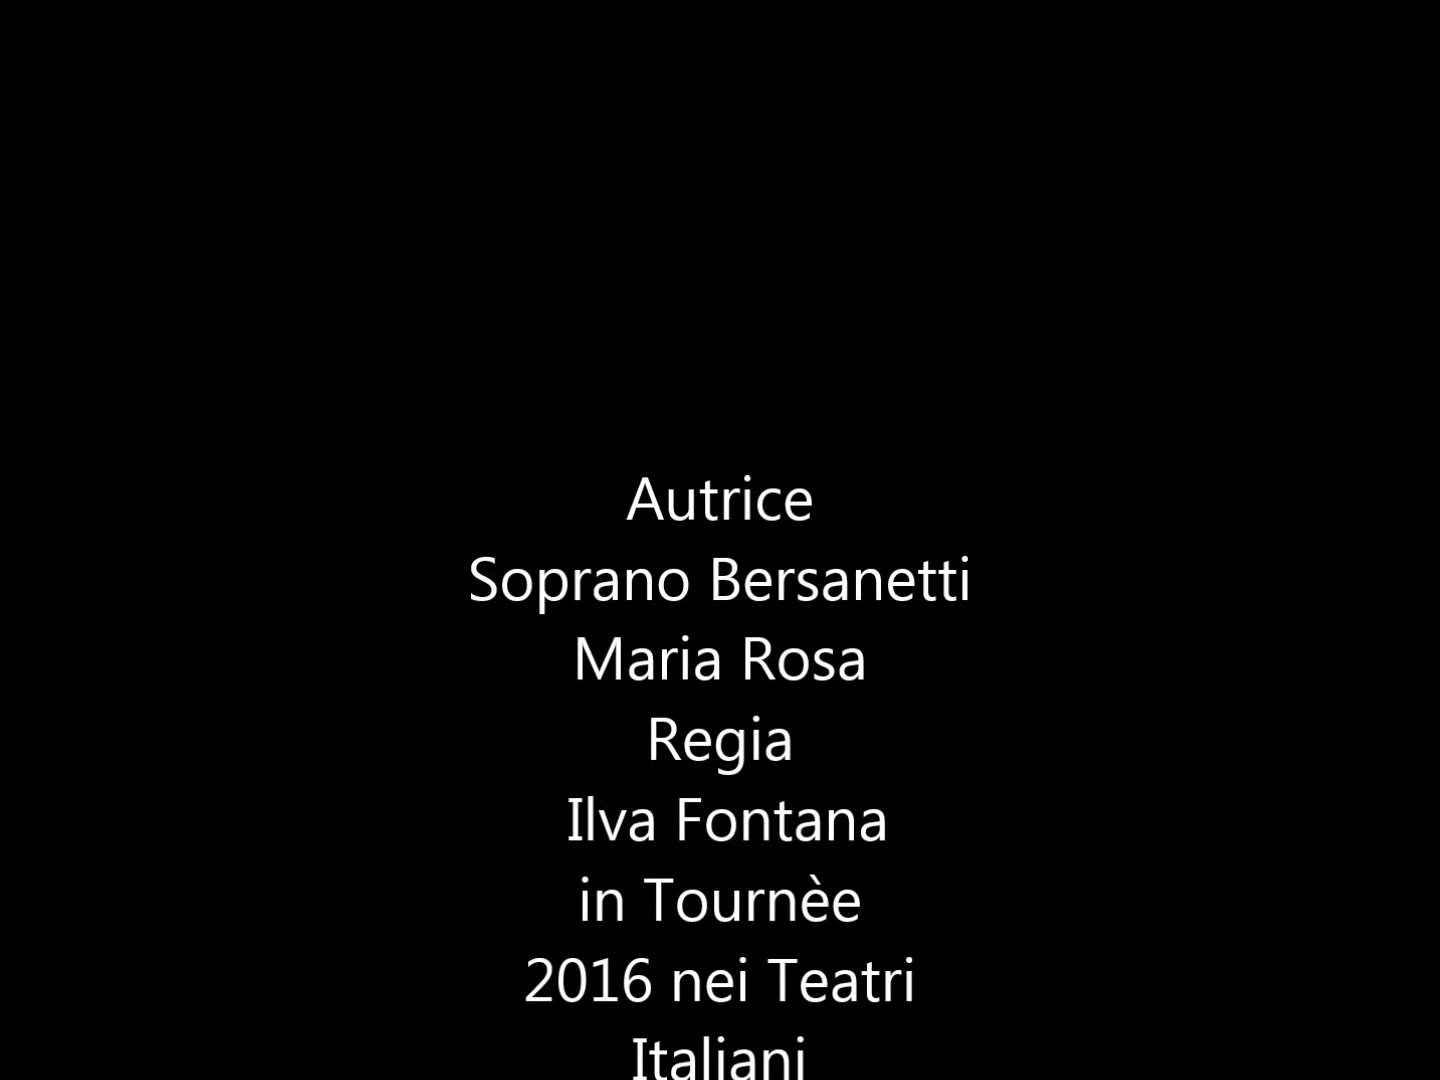 Autrice
Soprano Bersanetti
Maria Rosa
Regia
Ilva Fontana
in Tournèe
2016 nei Teatri
Italiani